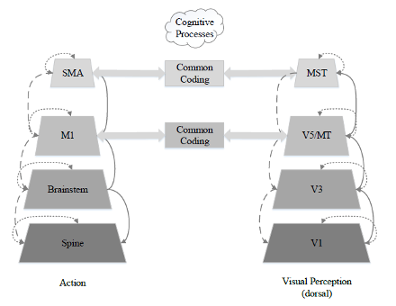 Cognitive
Processes
SMA
Common
Coding
MST
M1
Common
Coding
V5/MT
Brainstem
V3
Spine
V1
Action
Visual Perception
(dorsal)